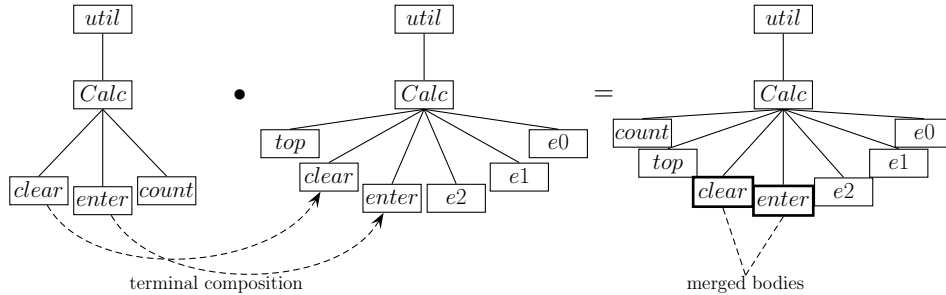 util
util
util
Calc
•
Calc
=
Calc
top
e0
count
e0
clear
enter
count
clear
enter
e2
e1
top
clear
enter
e2
e1
terminal composition
merged bodies